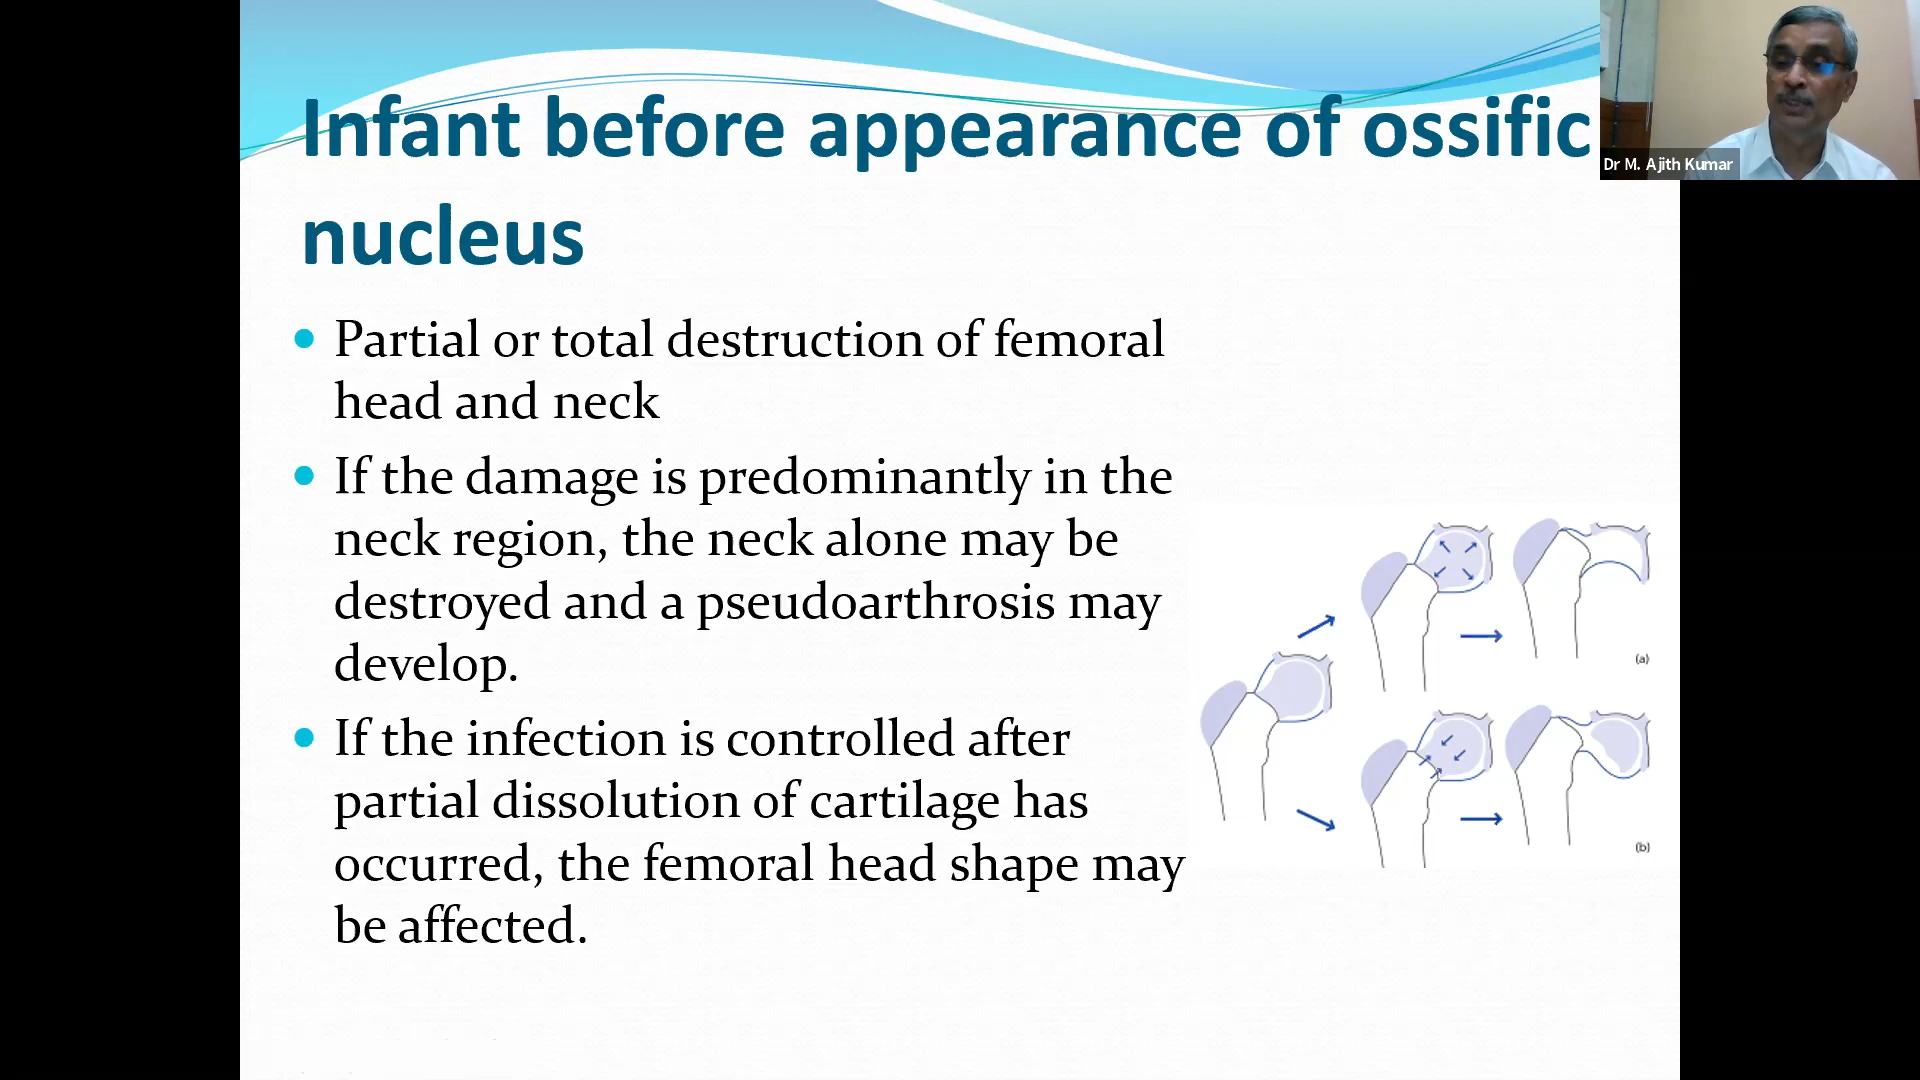 Infant before appearance of ossific
nucleus
Dr M. Ajith Kumar
Partial or total destruction of femoral
head and neck
If the damage is predominantly in the
neck region, the neck alone may be
destroyed and a pseudoarthrosis may
develop.
If the infection is controlled after
partial dissolution of cartilage has
occurred, the femoral head shape may
be affected.
(a)
(b)